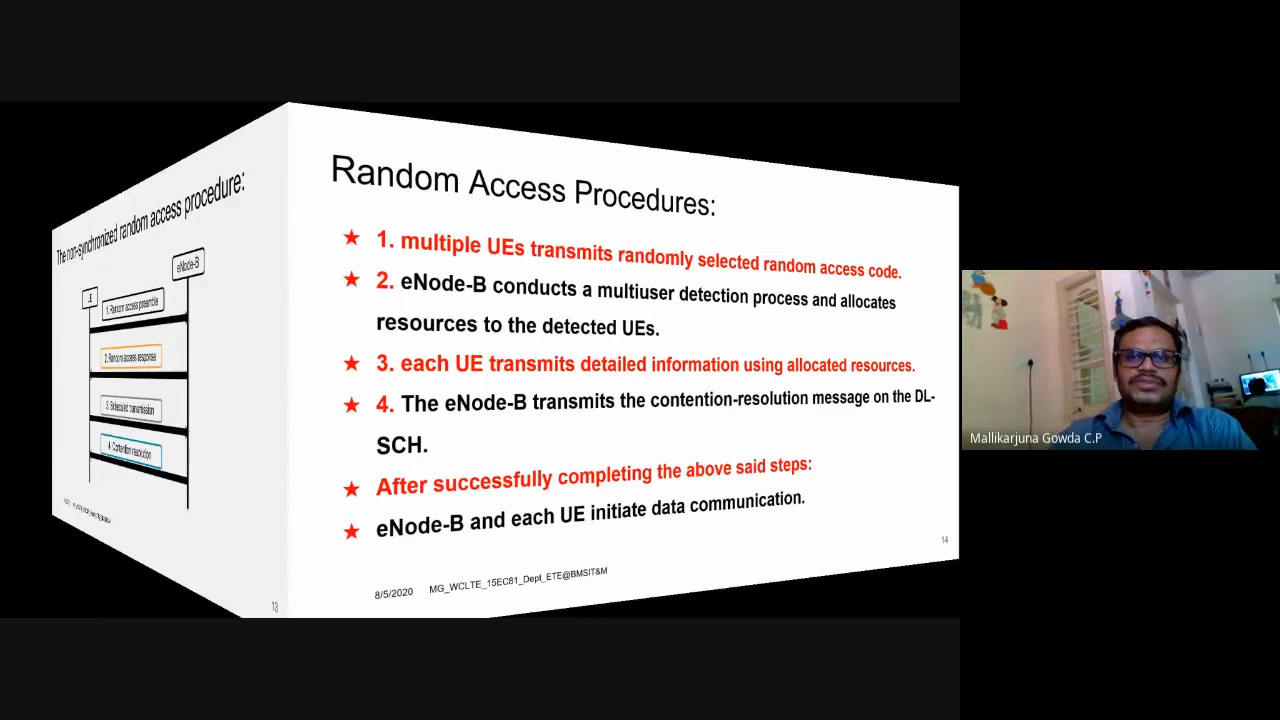 The non-synchronized random access procedure:
eNode-B
1. Random access preamble
2. Random access response
3. Scheduled transmission
4. Contention resolution
13
Random Access Procedures:
★ 1. multiple UEs transmits randomly selected random access code.
★ 2. eNode-B conducts a multiuser detection process and allocates
resources to the detected UEs.
★ 3. each UE transmits detailed information using allocated resources.
★ 4. The eNode-B transmits the contention-resolution message on the DL-
SCH.
★ After successfully completing the above said steps:
★ eNode-B and each UE initiate data communication.
8/5/2020 MG_WCLTE_15EC81_Dept_ETE@BMSIT&M
14
Mallikarjuna Gowda C.P